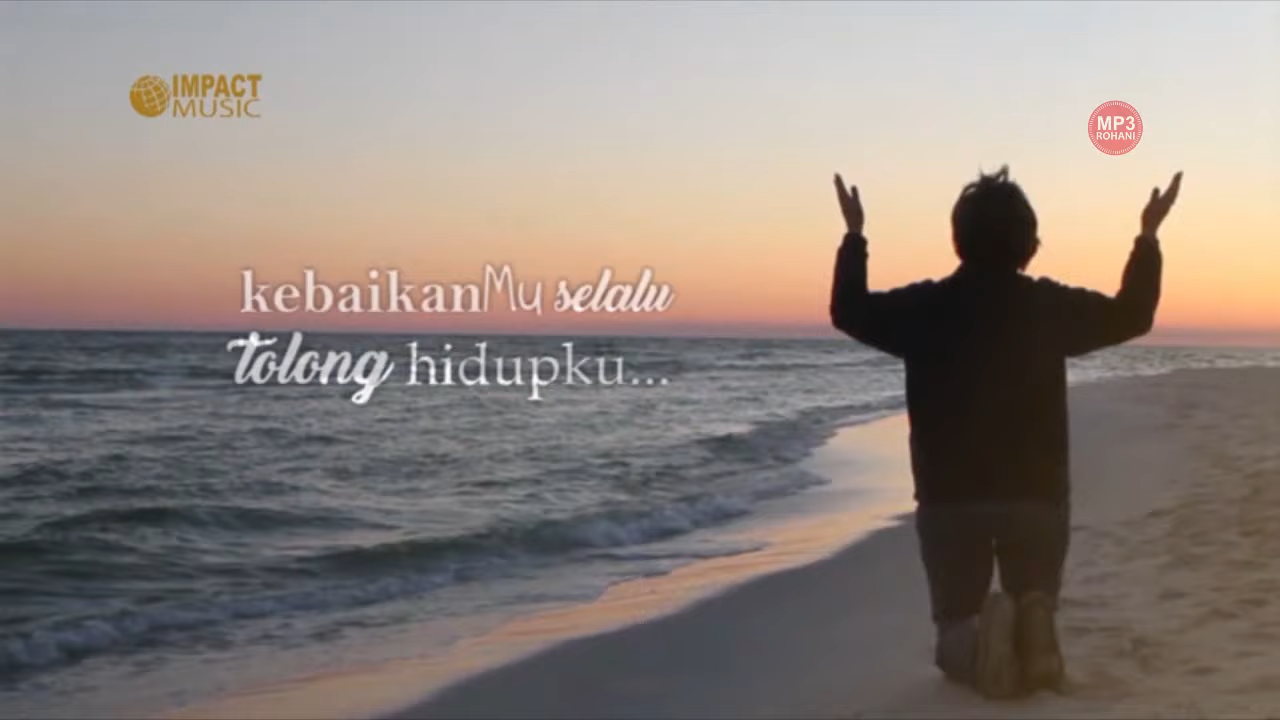 IMPACT
MUSIC
MP3
ROHANI
kebaikanMu selalu
tolong hidupku...